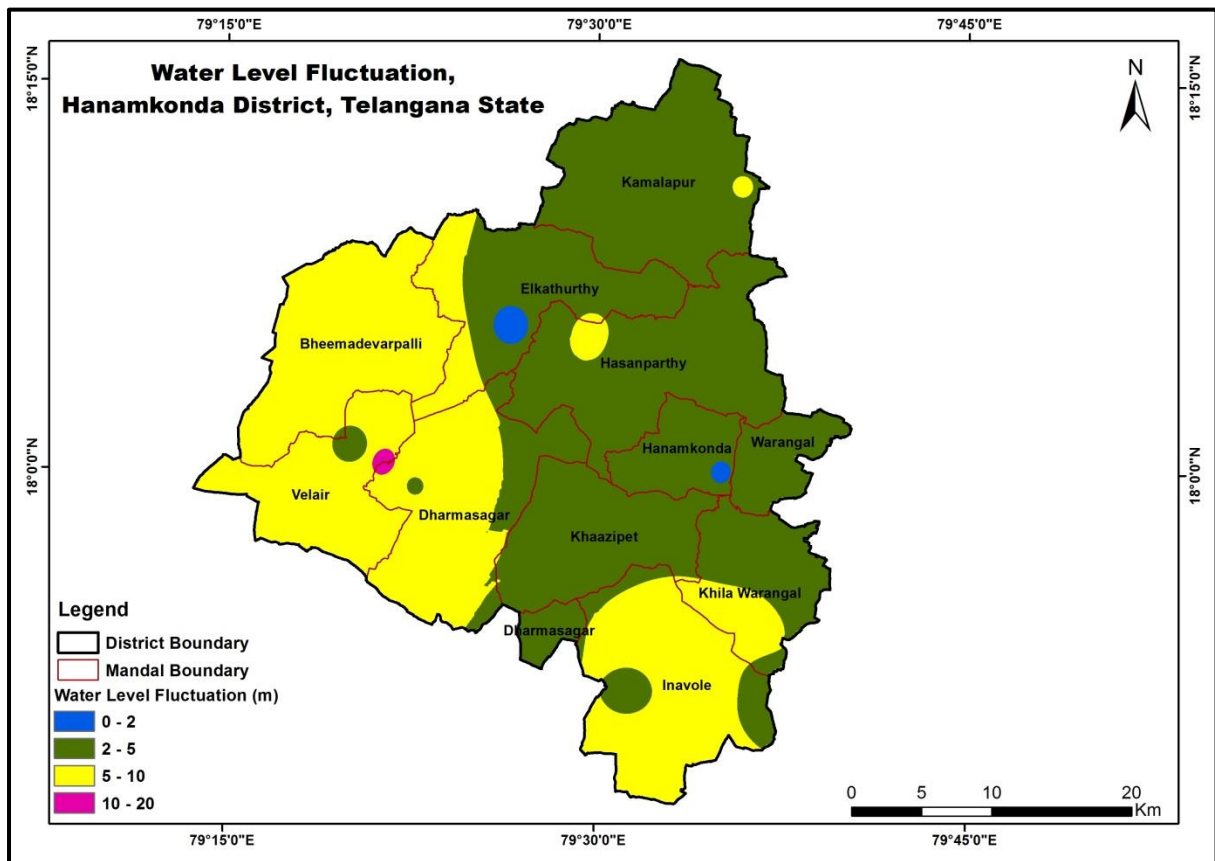 79°15'0"E
79°30'0"E
79°45'0"E
Water Level Fluctuation,
Hanamkonda District, Telangana State
N
18°15'0"N
18°15'0"N
Kamalapur
Elkathurthy
Bheemadevarpalli
Hasanparthy
Hanamkonda
Warangal
18°0'0"N
18°0'0"N
Velair
Dharmasagar
Khaazipet
Khila Warangal
Dharmasagar
Inavole
Legend
District Boundary
Mandal Boundary
Water Level Fluctuation (m)
0 - 2
2 - 5
5 - 10
10 - 20
0 5 10 20
Km
79°15'0"E
79°30'0"E
79°45'0"E